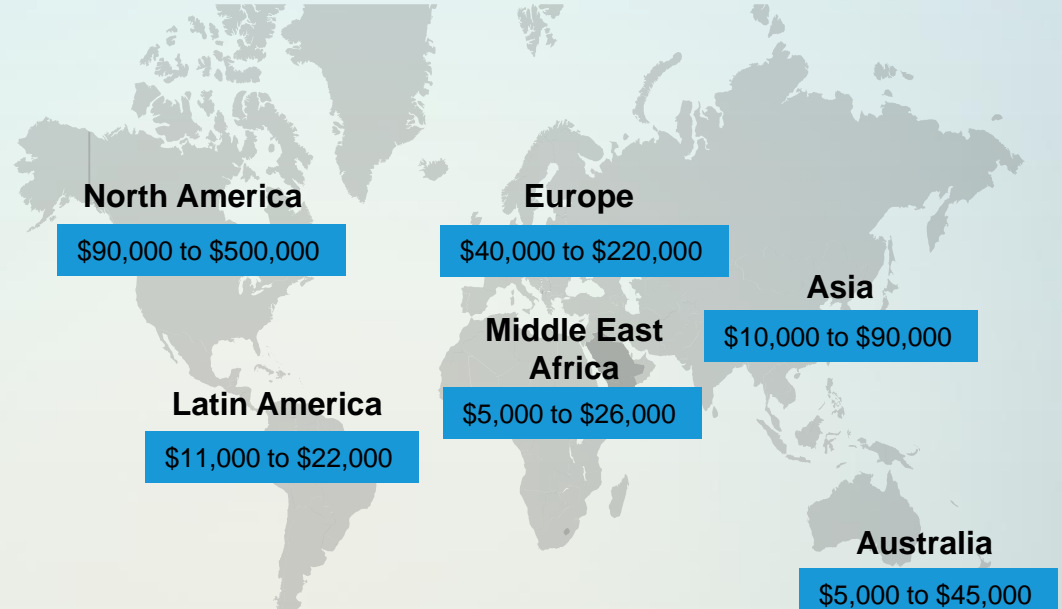 North America
$90,000 to $500,000
Europe
$40,000 to $220,000
Asia
$10,000 to $90,000
Middle East
Africa
$5,000 to $26,000
Latin America
$11,000 to $22,000
Australia
$5,000 to $45,000